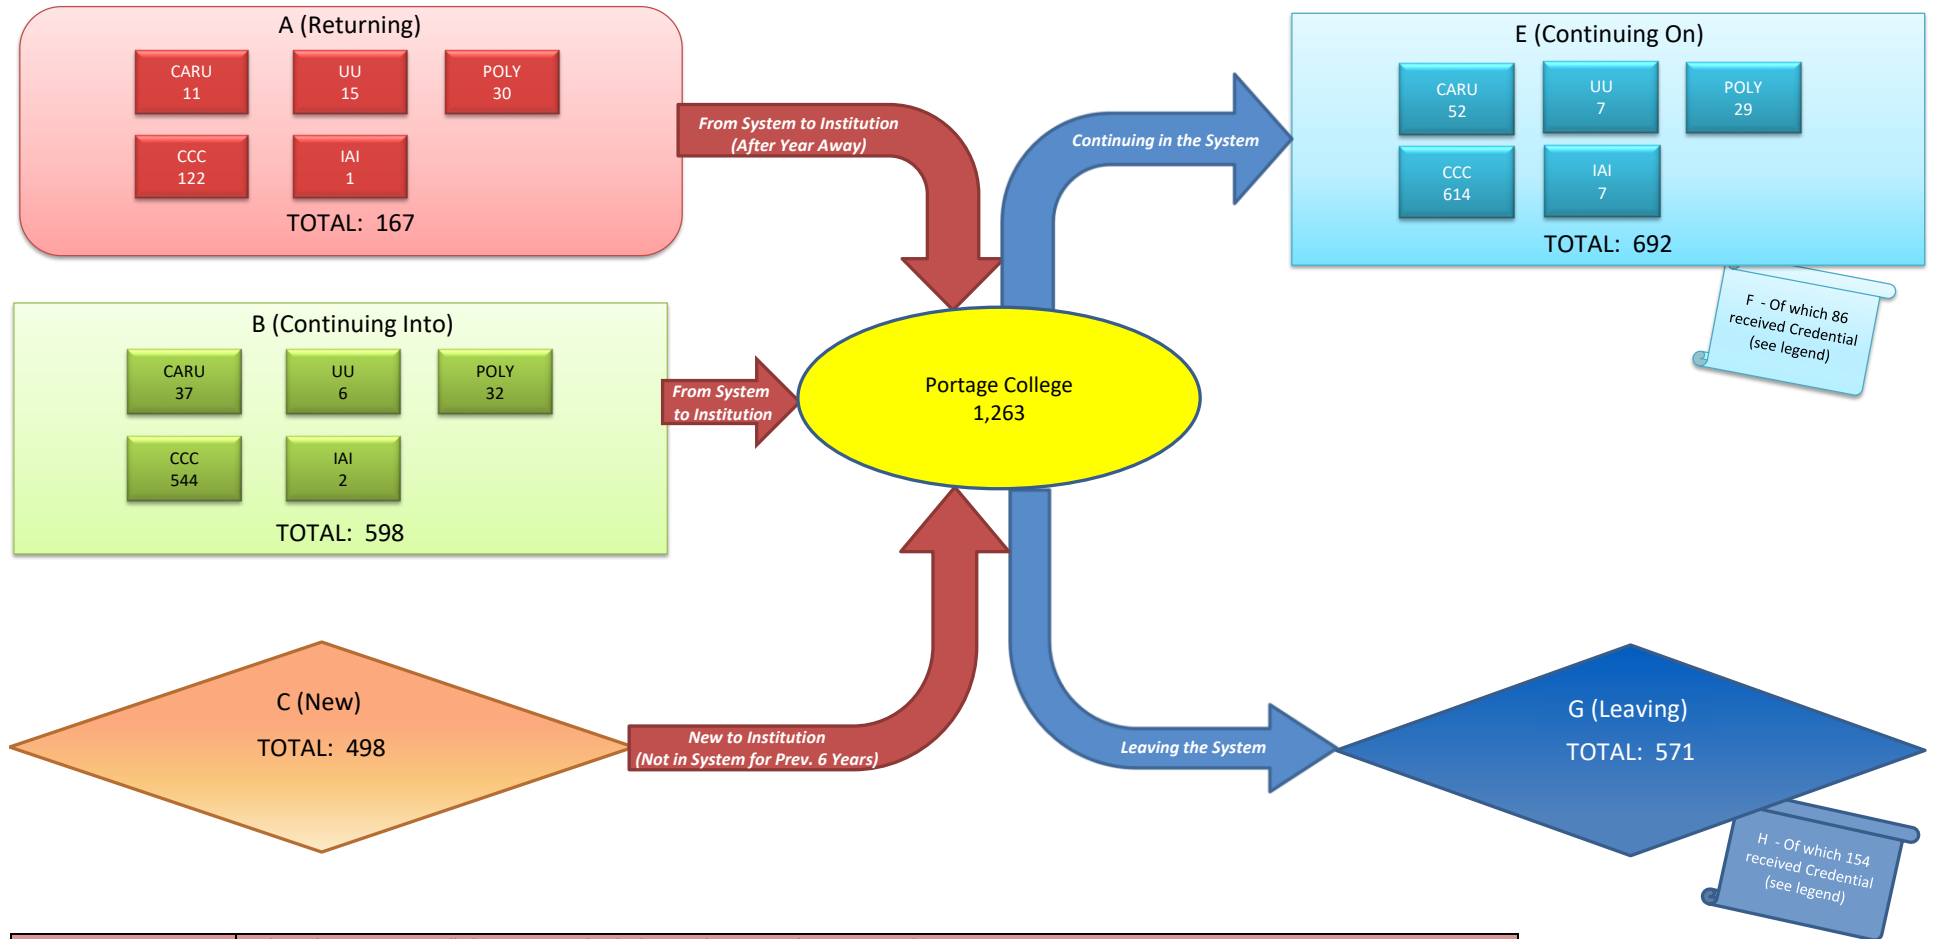 A (Returning)
CARU
11
UU
15
POLY
30
CCC
122
IAI
1
TOTAL:  167
From System to Institution
(After Year Away)
Continuing in the System
E (Continuing On)
CARU
52
UU
7
POLY
29
CCC
614
IAI
7
TOTAL:  692
F  - Of which 86
received Credential
(see legend)
B (Continuing Into)
CARU
37
UU
6
POLY
32
CCC
544
IAI
2
TOTAL:  598
From System
to Institution
Portage College
1,263
C (New)
TOTAL:  498
New to Institution
(Not in System for Prev. 6 Years)
Leaving the System
G (Leaving)
TOTAL:  571
H  - Of which 154
received Credential
(see legend)